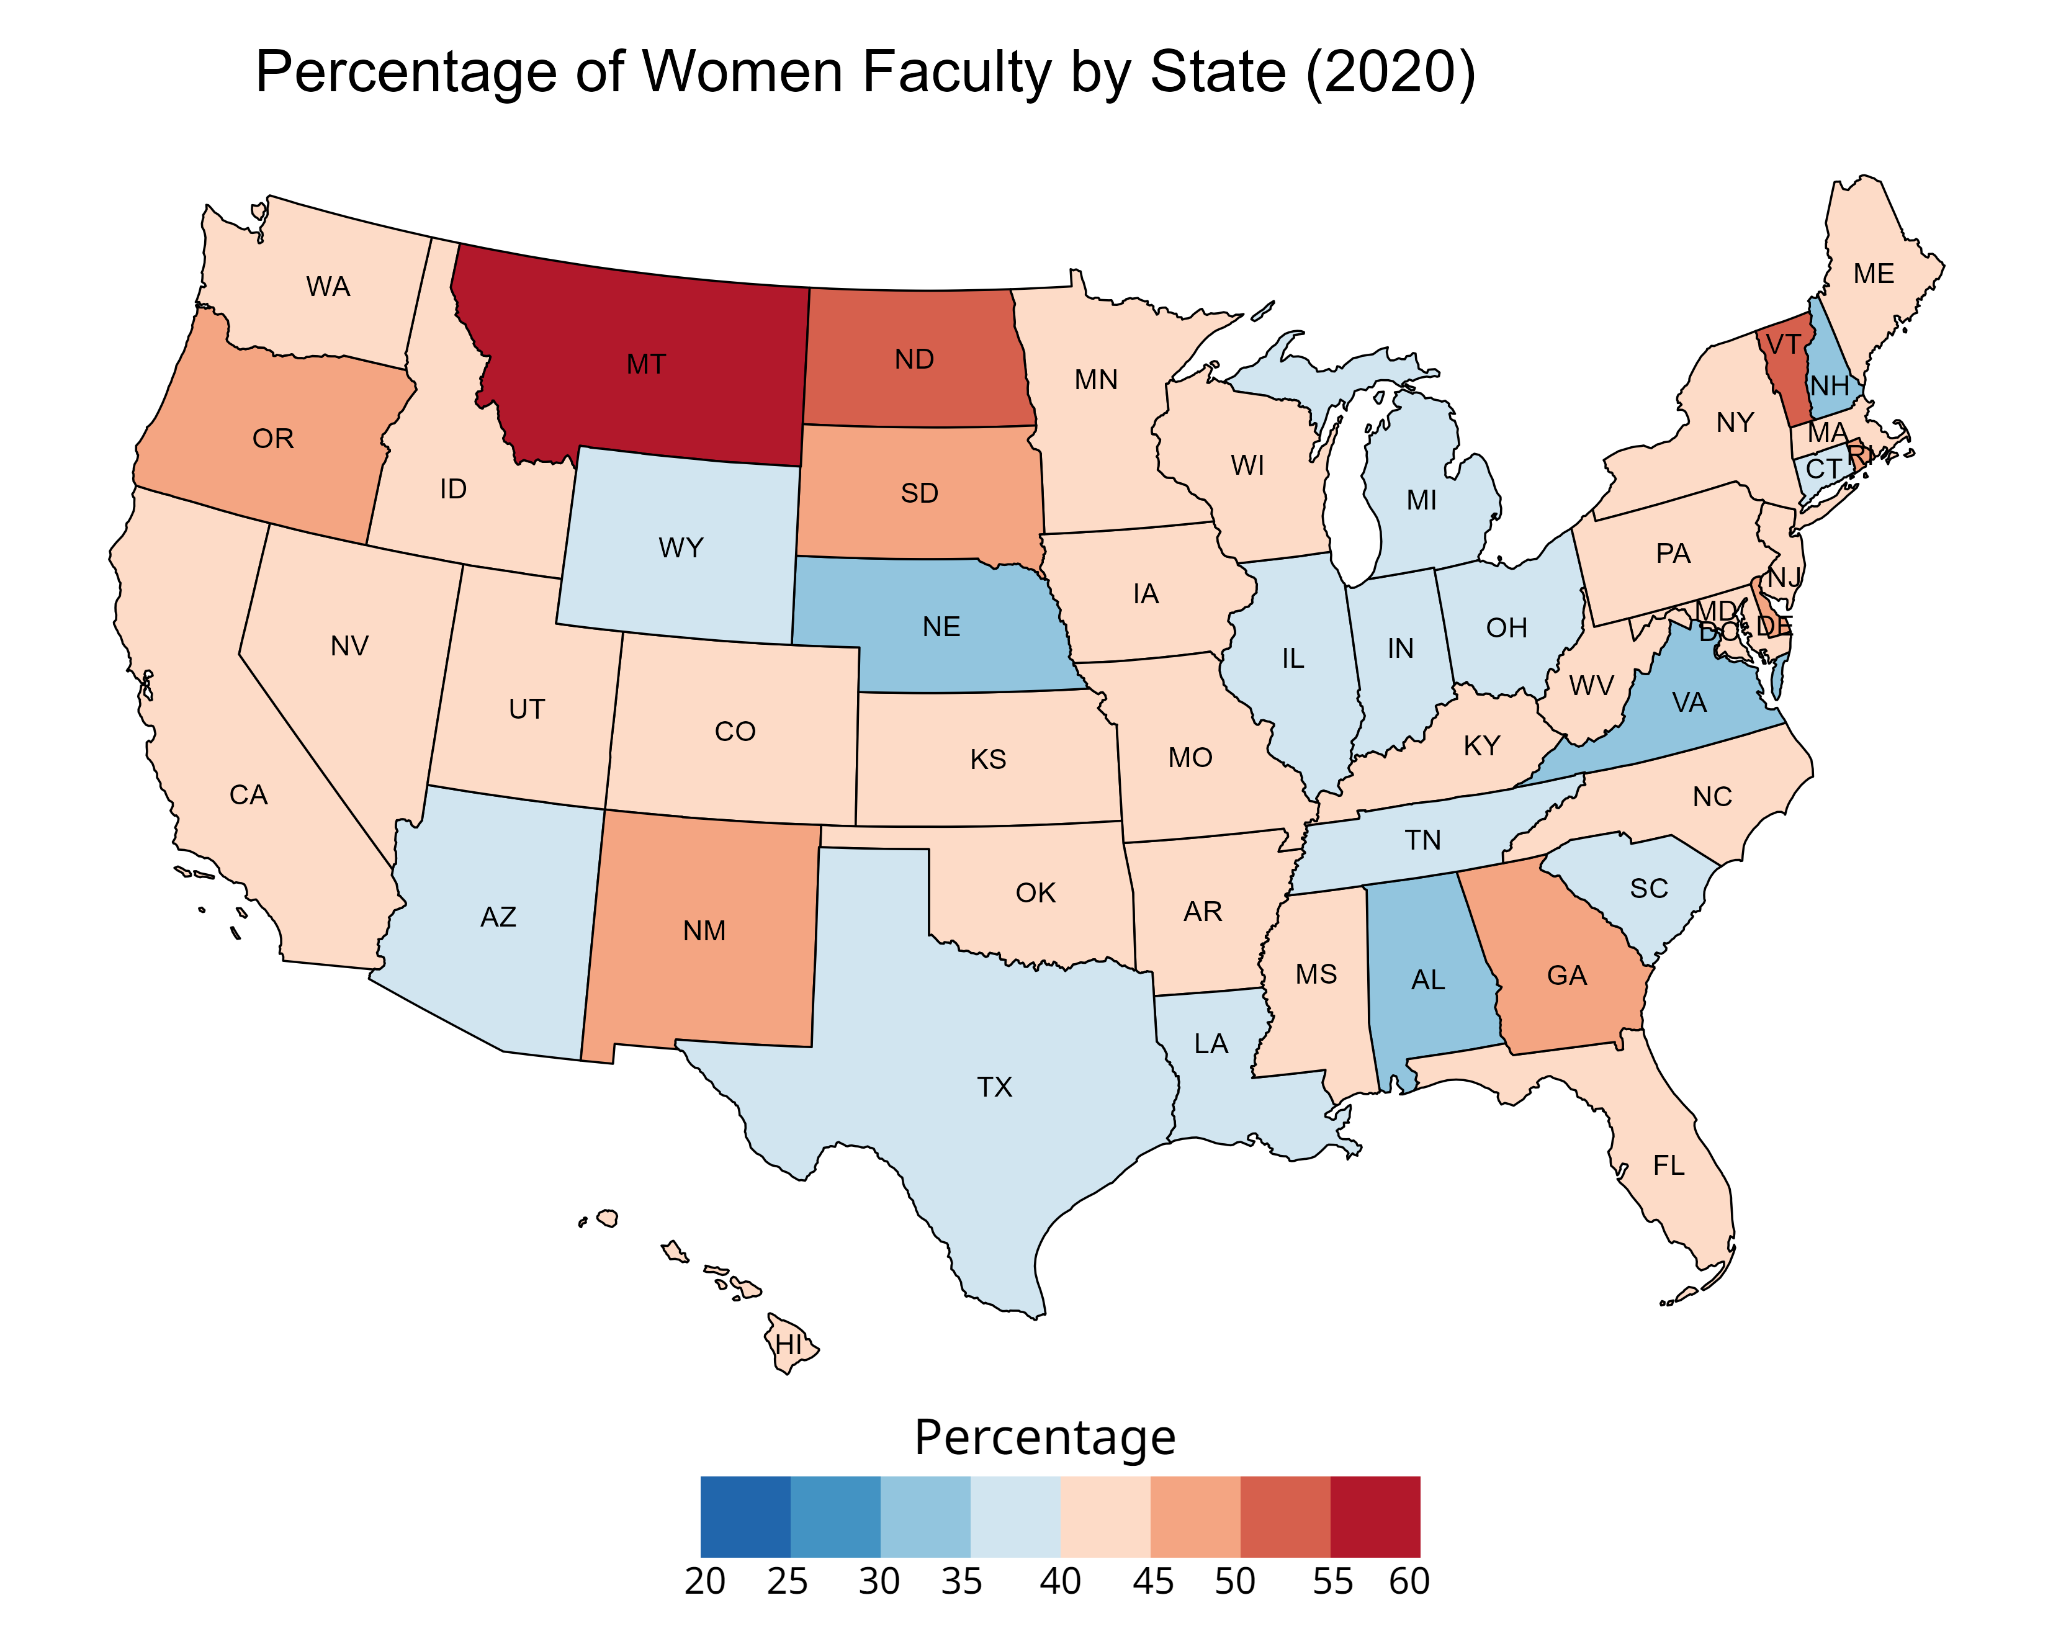 Percentage of Women Faculty by State (2020)
WA
MT
ND
MN
ME
VT
NH
OR
ID
SD
WI
NY
MA
CT
RI
MI
WY
PA
NJ
IA
NE
OH
MD
DC
DE
NV
IL
IN
WV
VA
UT
CO
KS
MO
KY
CA
NC
TN
OK
AR
SC
AZ
NM
MS
AL
GA
LA
TX
FL
HI
Percentage
20 25 30 35 40 45 50 55 60